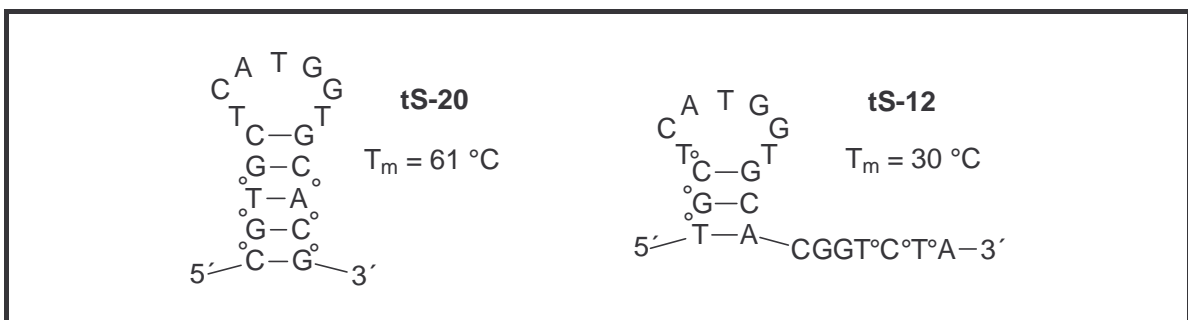 A T G
C G
T T
C–G
G–C
° °
T–A
° °
G–C
° °
5´ C–G 3´
tS-20
Tm = 61 °C
A T G
C G
T T
°
C–G
°
G–C
°
5´ T–A CGGT°C°T°A–3´
tS-12
Tm = 30 °C